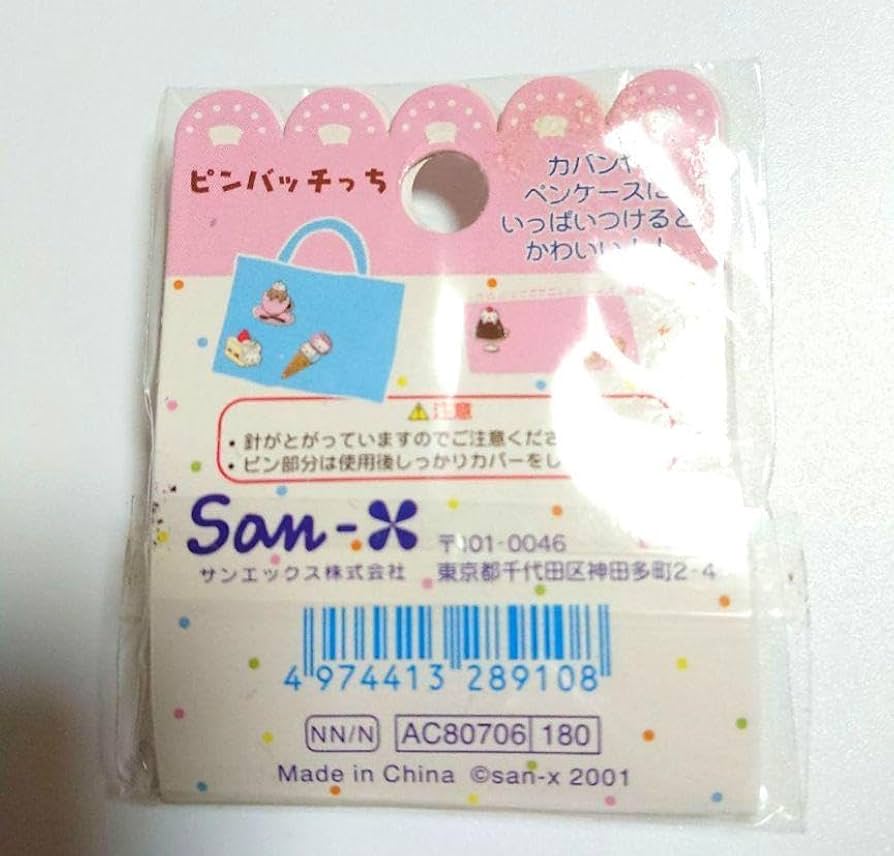 ピンバッチっち
カバンや
ペンケースに
いっぱいつけると
かわいい
注意
・針がとがっていますのでご注意くださ
・ピン部分は使用後しっかりカバーをし
San-X
サンエックス株式会社
〒101-0046
東京都千代田区神田多町2-4
4 974413 289108
NN/N AC80706 180
Made in China ©san-x 2001